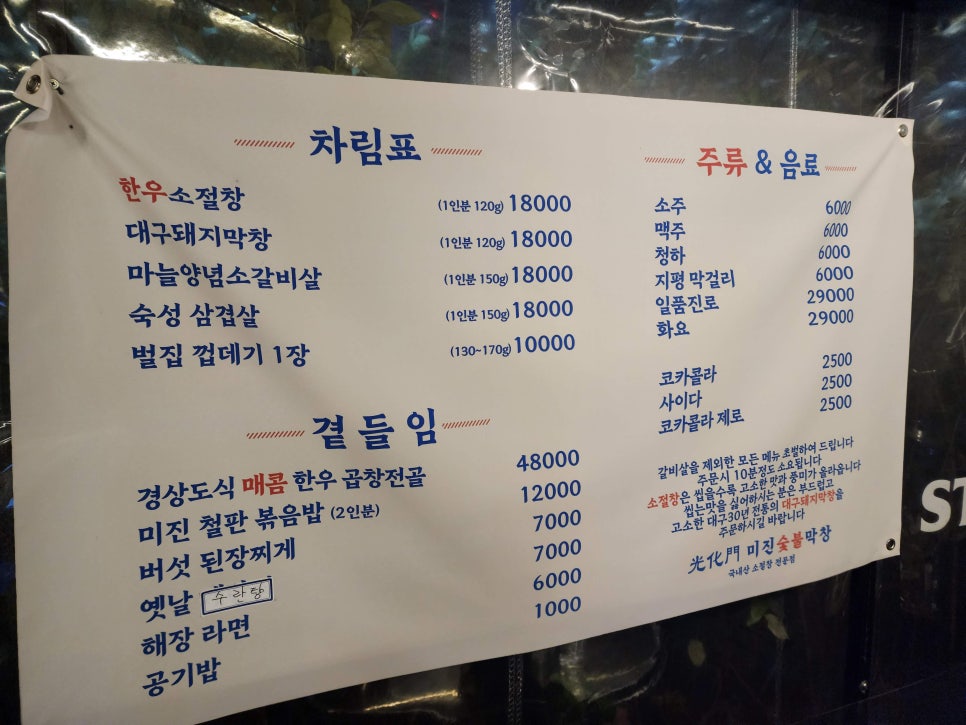 차림표
한우소절창 (1인분 120g) 18000
대구돼지막창 (1인분 120g) 18000
마늘양념소갈비살 (1인분 150g) 18000
숙성 삼겹살 (1인분 150g) 18000
벌집 껍데기 1장 (130~170g) 10000
곁들임
경상도식 매콤 한우 곱창전골 48000
미진 철판 볶음밥 (2인분) 12000
버섯 된장찌게 7000
옛날 수란탕 7000
해장 라면 6000
공기밥 1000
주류 & 음료
소주 6000
맥주 6000
청하 6000
지평 막걸리 6000
일품진로 29000
화요 29000
코카콜라 2500
사이다 2500
코카콜라 제로 2500
갈비살을 제외한 모든 메뉴 초벌하여 드립니다
주문시 10분정도 소요됩니다
소절창은 씹을수록 고소한 맛과 풍미가 올라옵니다
씹는맛을 싫어하시는 분은 부드럽고
고소한 대구30년 전통의 대구돼지막창을
주문하시길 바랍니다
光化門 미진숯불막창
국내산 소절창 전문점
ST